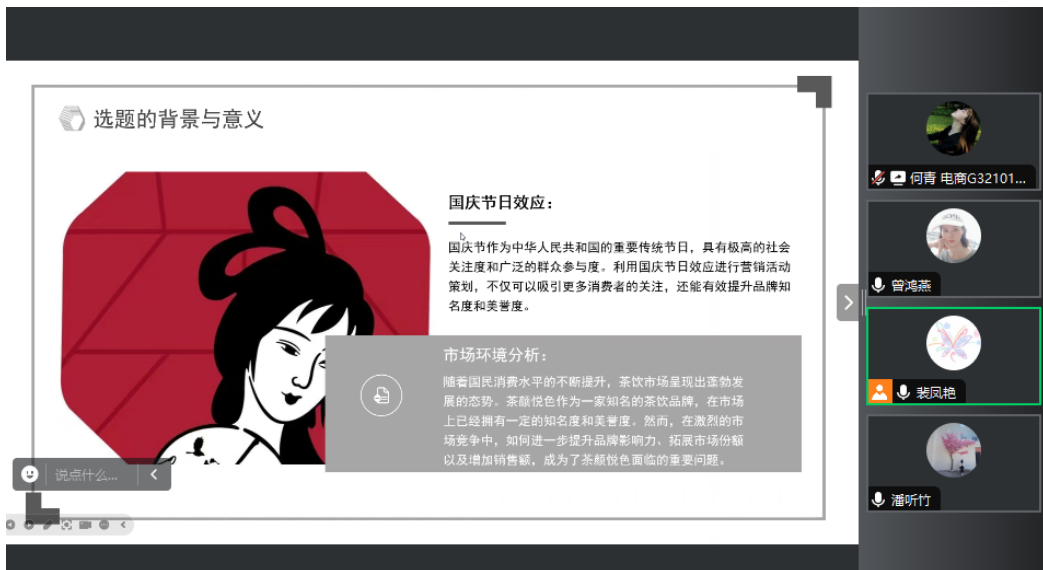 选题的背景与意义
国庆节日效应：
国庆节作为中华人民共和国的重要传统节日，具有极高的社会
关注度和广泛的群众参与度。利用国庆节日效应进行营销活动
策划，不仅可以吸引更多消费者的关注，还能有效提升品牌知
名度和美誉度。
市场环境分析：
随着国民消费水平的不断提升，茶饮市场呈现出蓬勃发
展的态势。茶颜悦色作为一家知名的茶饮品牌，在市场
上已经拥有一定的知名度和美誉度。然而，在激烈的市
场竞争中，如何进一步提升品牌影响力、拓展市场份额
以及增加销售额，成为了茶颜悦色面临的重要问题。
说点什么...
何青 电商G32101...
曾鸿燕
裴凤艳
潘听竹